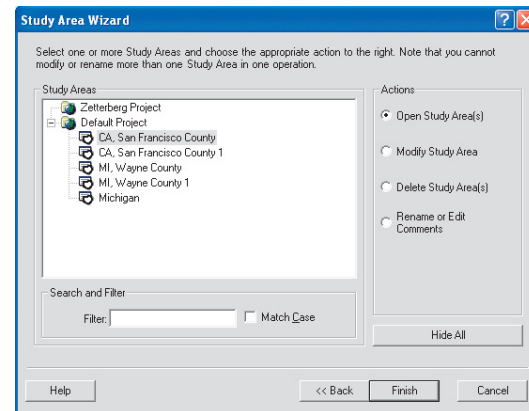 Study Area Wizard
Select one or more Study Areas and choose the appropriate action to the right. Note that you cannot
modify or rename more than one Study Area in one operation.
Study Areas
Zetterberg Project
Default Project
CA, San Francisco County
CA, San Francisco County 1
MI, Wayne County
MI, Wayne County 1
Michigan
Search and Filter
Filter:
Match Case
Actions
Open Study Area(s)
Modify Study Area
Delete Study Area(s)
Rename or Edit
Comments
Hide All
Help
<< Back
Finish
Cancel